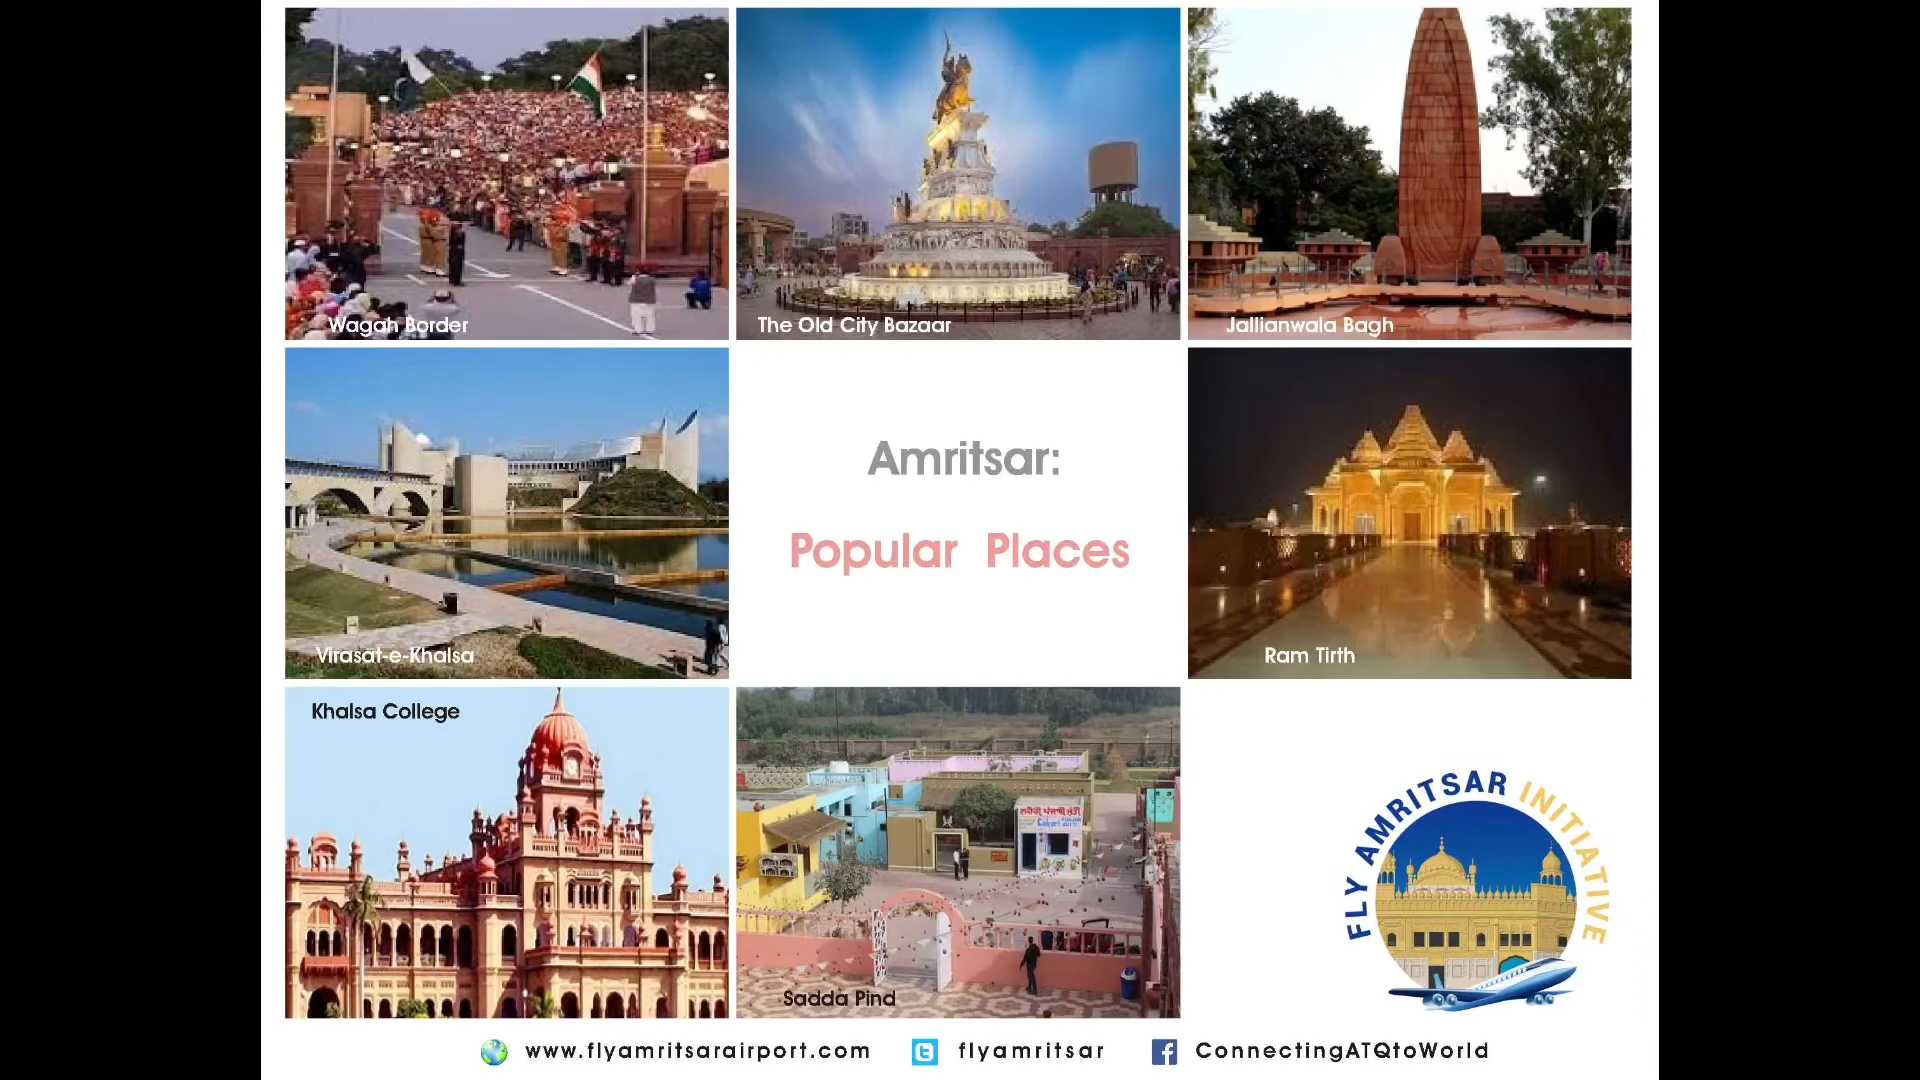 Wagah Border
The Old City Bazaar
Jallianwala Bagh
Amritsar:
Popular Places
Virasat-e-Khalsa
Ram Tirth
Khalsa College
Sadda Pind
FLY AMRITSAR INITIATIVE
www.flyamritsarairport.com
flyamritsar
ConnectingATQtoWorld